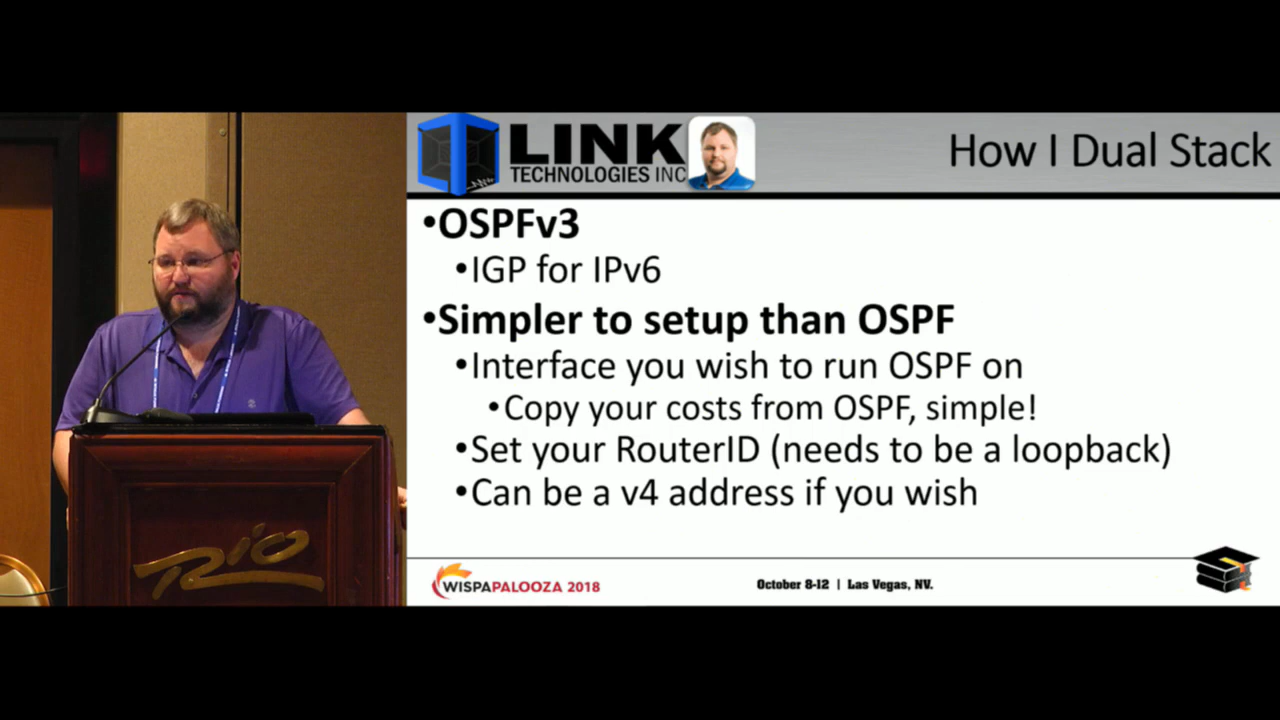 LINK
TECHNOLOGIES INC
How I Dual Stack
•OSPFv3
•IGP for IPv6
•Simpler to setup than OSPF
•Interface you wish to run OSPF on
•Copy your costs from OSPF, simple!
•Set your RouterID (needs to be a loopback)
•Can be a v4 address if you wish
Rio
WISPAPALOOZA 2018
October 8-12 | Las Vegas, NV.